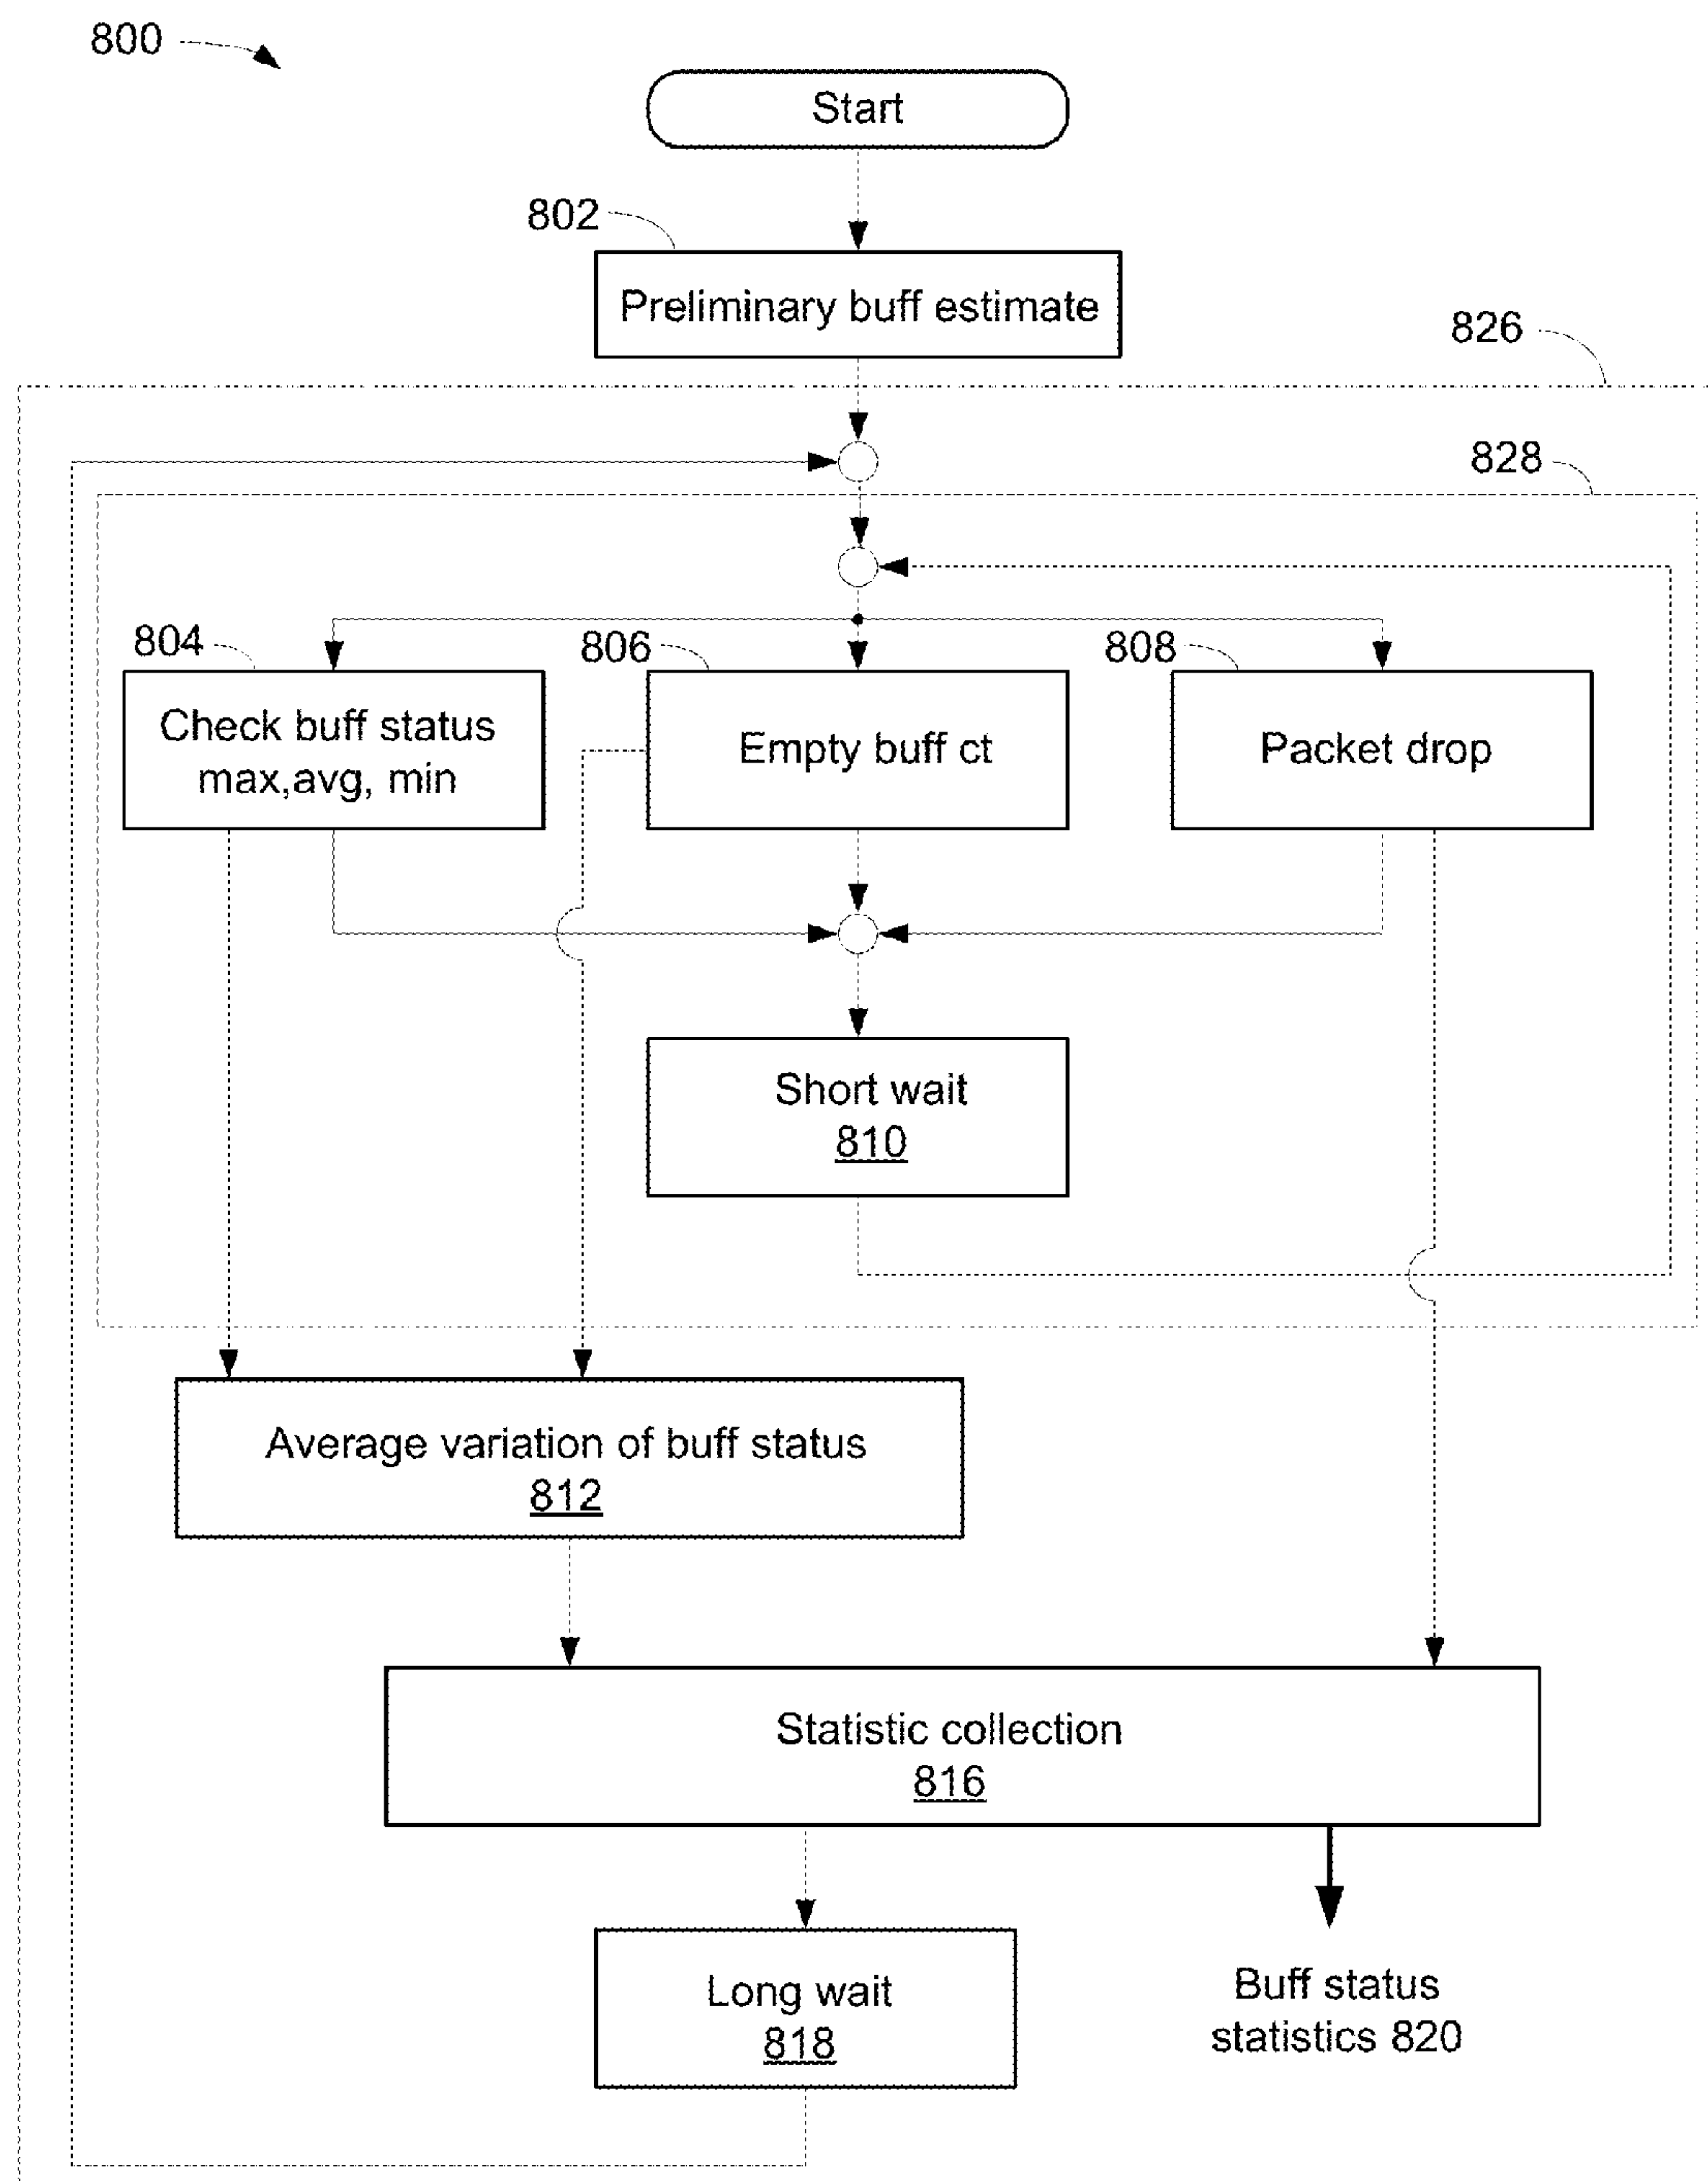 800
Start
802
Preliminary buff estimate
826
828
804
806
808
Check buff status
max,avg, min
Empty buff ct
Packet drop
Short wait
810
Average variation of buff status
812
Statistic collection
816
Long wait
818
Buff status
statistics 820